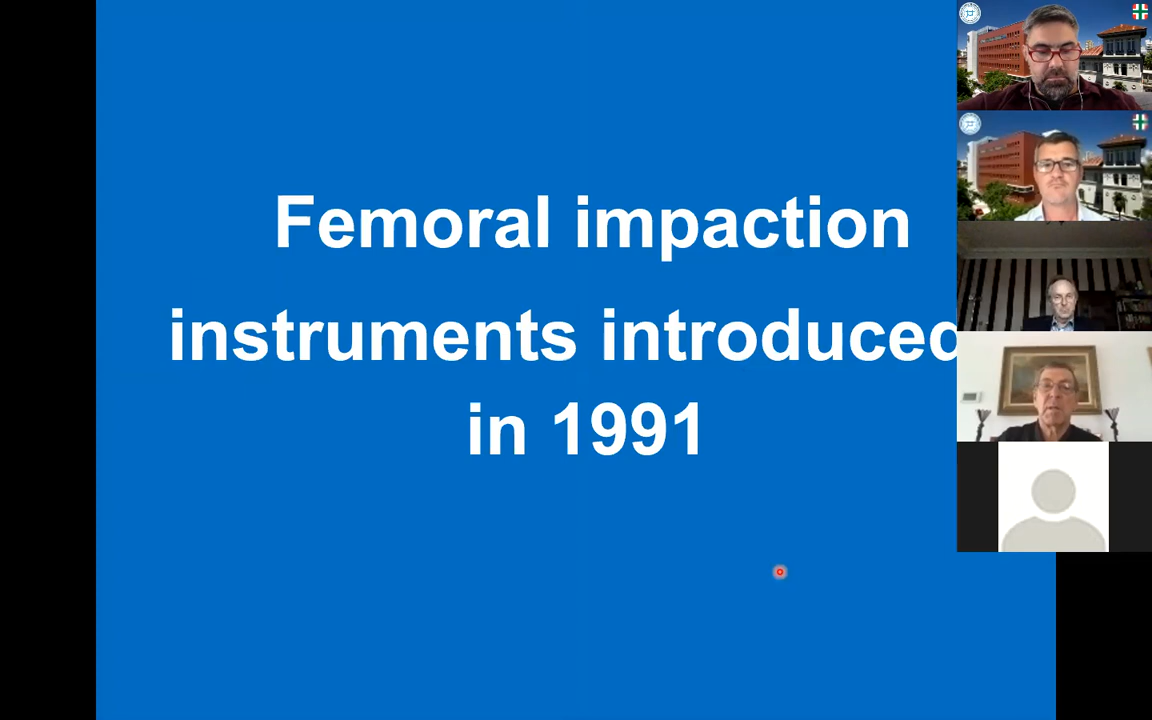 Femoral impaction
instruments introduced
in 1991